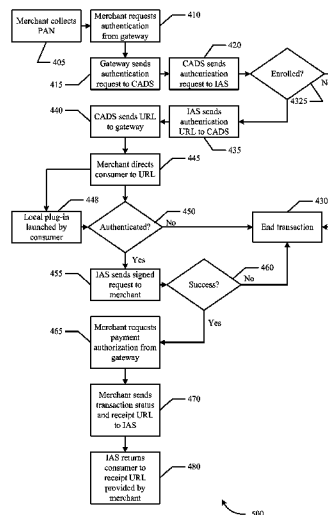 Merchant collects
PAN
405
Merchant requests
authentication
from gateway
410
Gateway sends
authentication
request to CADS
415
CADS sends
authentication
request to IAS
420
Enrolled?
4325
IAS sends
authentication
URL to CADS
435
CADS sends URL
to gateway
440
Merchant directs
consumer to URL
445
Local plug-in
launched by
consumer
448
Authenticated?
450
No
Yes
End transaction
430
IAS sends signed
request to
merchant
455
Success?
460
No
Yes
Merchant requests
payment
authorization from
gateway
465
Merchant sends
transaction status
and receipt URL
to IAS
470
IAS returns
consumer to
receipt URL
provided by
merchant
480